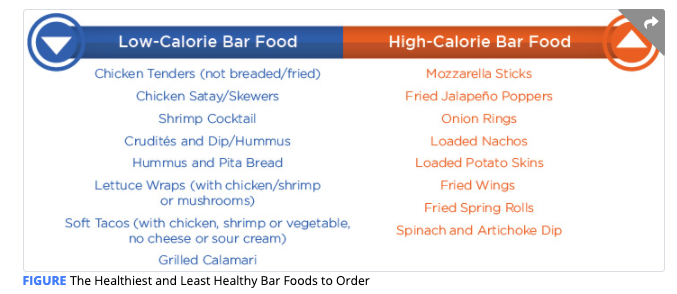 Low-Calorie Bar Food
Chicken Tenders (not breaded/fried)
Chicken Satay/Skewers
Shrimp Cocktail
Crudités and Dip/Hummus
Hummus and Pita Bread
Lettuce Wraps (with chicken/shrimp
or mushrooms)
Soft Tacos (with chicken, shrimp or vegetable,
no cheese or sour cream)
Grilled Calamari
High-Calorie Bar Food
Mozzarella Sticks
Fried Jalapeño Poppers
Onion Rings
Loaded Nachos
Loaded Potato Skins
Fried Wings
Fried Spring Rolls
Spinach and Artichoke Dip
FIGURE The Healthiest and Least Healthy Bar Foods to Order